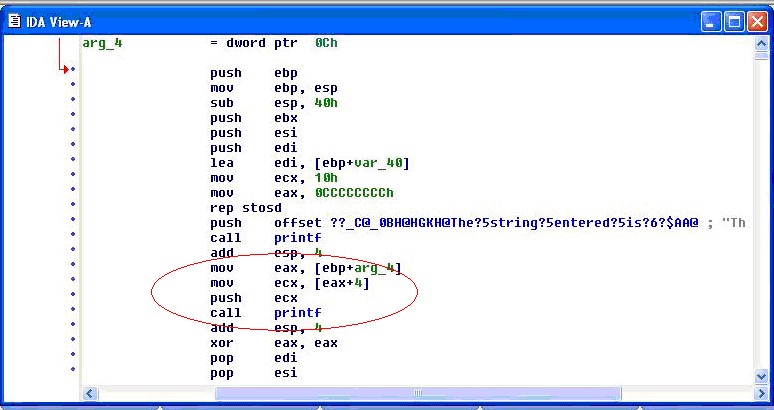 IDA View-A
arg_4 = dword ptr 0Ch
push ebp
mov ebp, esp
sub esp, 40h
push ebx
push esi
push edi
lea edi, [ebp+var_40]
mov ecx, 10h
mov eax, 0CCCCCCCCh
rep stosd
push offset ??_C@_0BH@HGKH@The?5string?5entered?5is?6?$AA@ ; "Th
call printf
add esp, 4
mov eax, [ebp+arg_4]
mov ecx, [eax+4]
push ecx
call printf
add esp, 4
xor eax, eax
pop edi
pop esi